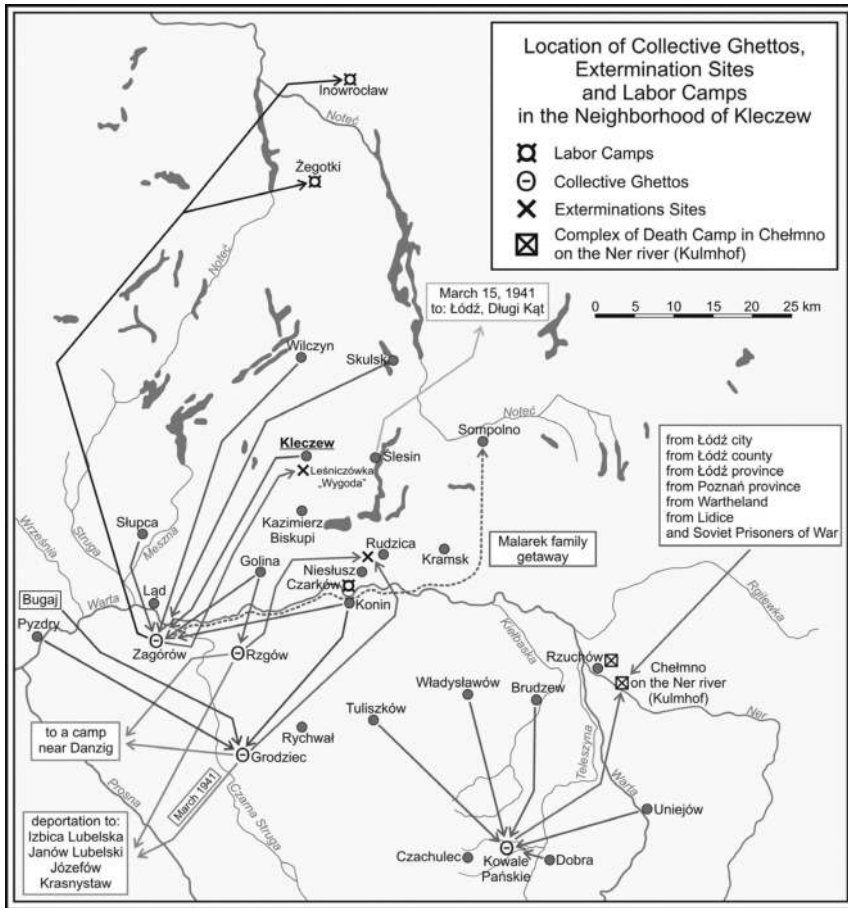 Location of Collective Ghettos,
Extermination Sites
and Labor Camps
in the Neighborhood of Kleczew
Labor Camps
Collective Ghettos
Exterminations Sites
Complex of Death Camp in Chełmno
on the Ner river (Kulmhof)
0 5 10 15 20 25 km
Inowrocław
Noteć
Żegotki
Noteć
March 15, 1941
to: Łódź, Długi Kąt
Wilczyn
Skulsk
Noteć
Sompolno
Kleczew
Ślesin
Leśniczówka
„Wygoda”
from Łódź city
from Łódź county
from Łódź province
from Poznań province
from Wartheland
from Lidice
and Soviet Prisoners of War
Września
Struga
Meszna
Słupca
Kazimierz
Biskupi
Rudzica
Kramsk
Malarek family
getaway
Golina
Niesłusz
Czarków
Konin
Bugaj
Warta
Ląd
Pyzdry
Zagórów
Rzgów
Kiełbaska
Rgilewka
Rzuchów
Chełmno
on the Ner river
(Kulmhof)
Ner
Władysławów
Brudzew
Tuliszków
Teleszyna
to a camp
near Danzig
Rychwał
Grodziec
Prosna
March 1941
Czarna Struga
Warta
Uniejów
deportation to:
Izbica Lubelska
Janów Lubelski
Józefów
Krasnystaw
Czachulec
Kowale
Pańskie
Dobra